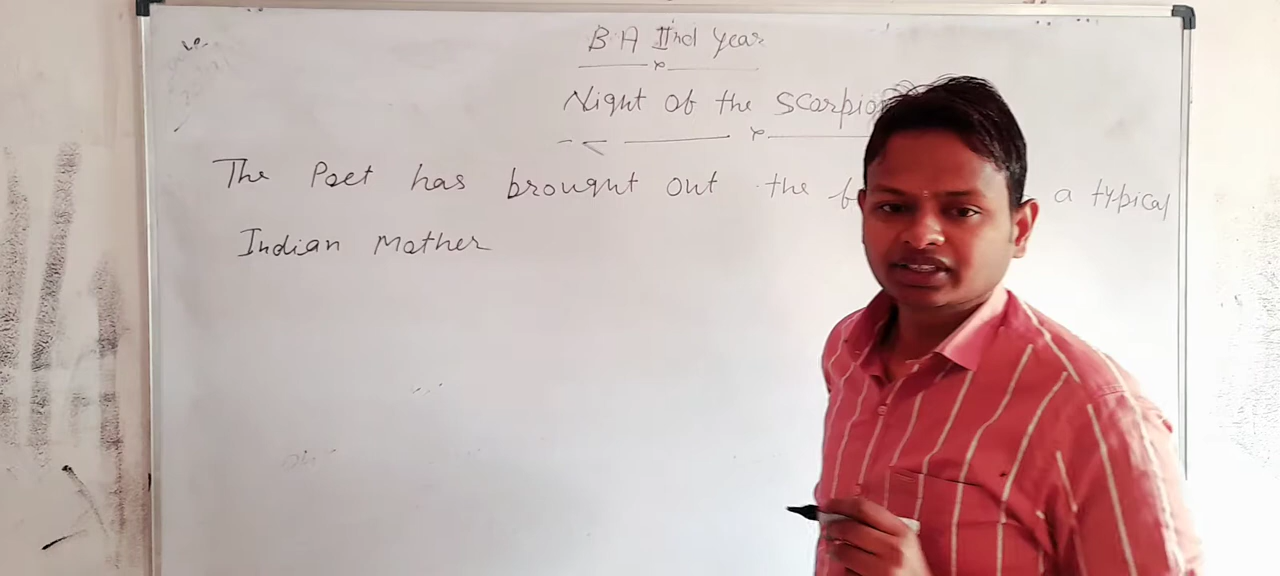 B.A IInd Year
Night of the Scorpio
The Poet has brought out the a typical
Indian Mother